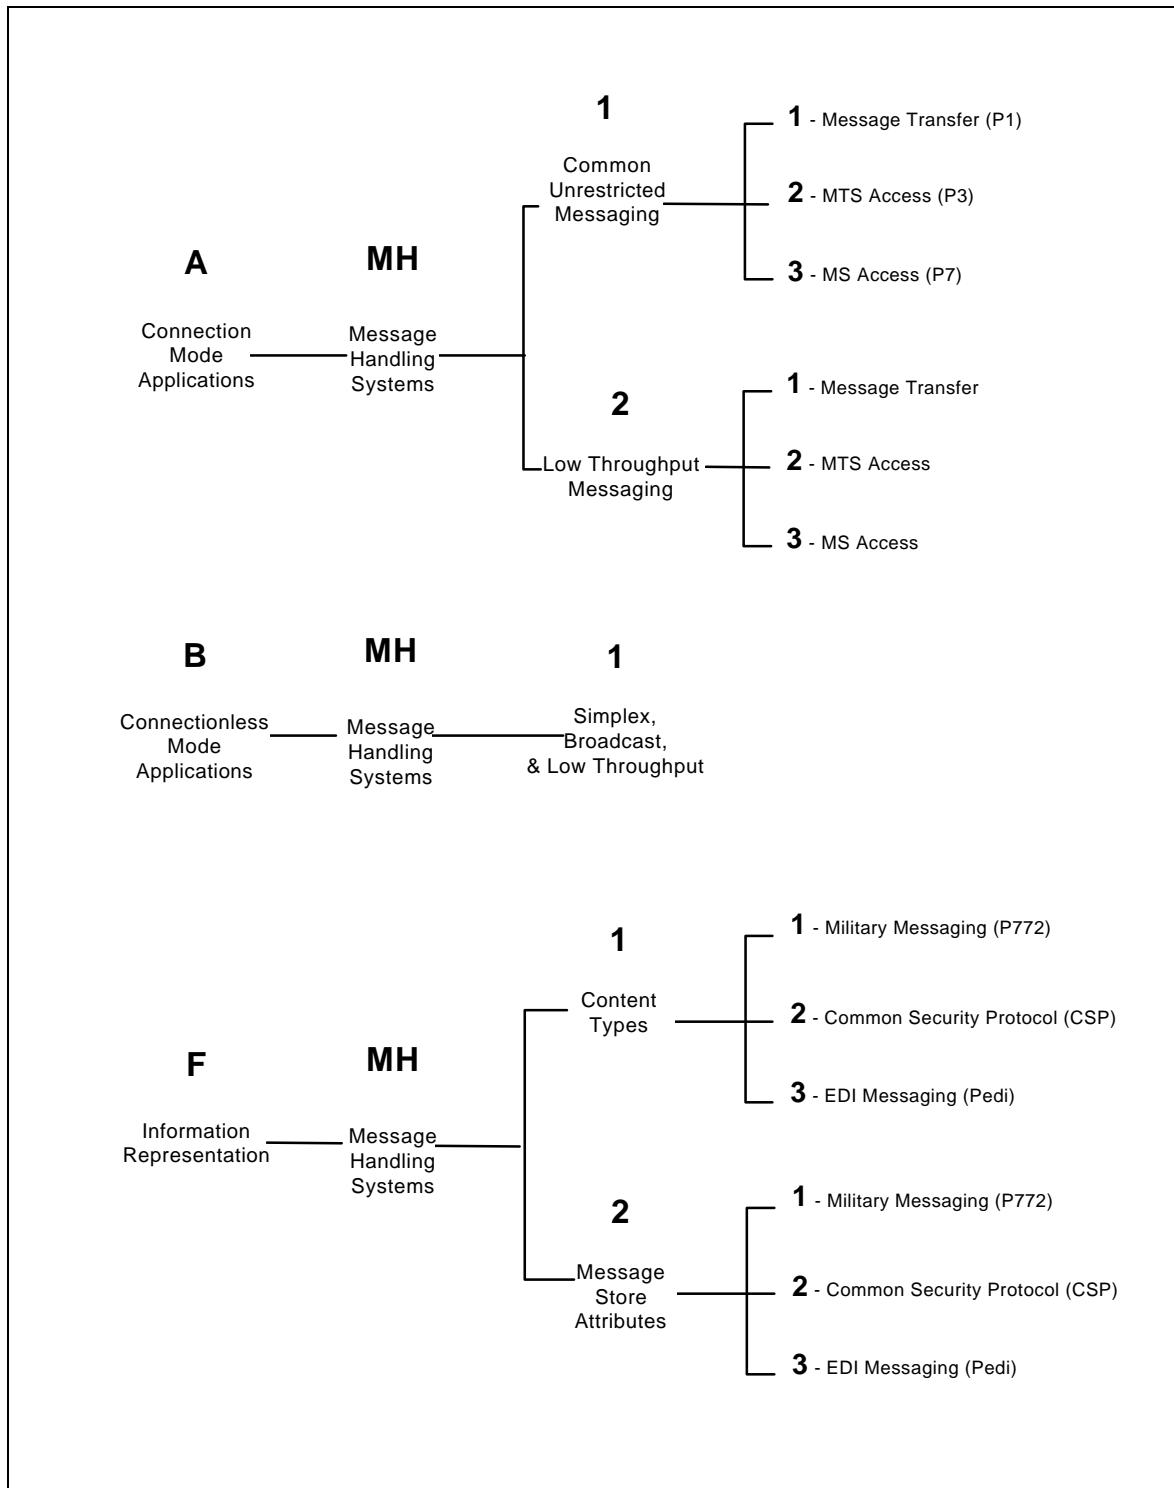 1
Common
Unrestricted
Messaging
1 - Message Transfer (P1)
2 - MTS Access (P3)
3 - MS Access (P7)
A
Connection
Mode
Applications
MH
Message
Handling
Systems
2
Low Throughput
Messaging
1 - Message Transfer
2 - MTS Access
3 - MS Access
B
Connectionless
Mode
Applications
MH
Message
Handling
Systems
1
Simplex,
Broadcast,
& Low Throughput
F
Information
Representation
MH
Message
Handling
Systems
1
Content
Types
1 - Military Messaging (P772)
2 - Common Security Protocol (CSP)
3 - EDI Messaging (Pedi)
2
Message
Store
Attributes
1 - Military Messaging (P772)
2 - Common Security Protocol (CSP)
3 - EDI Messaging (Pedi)